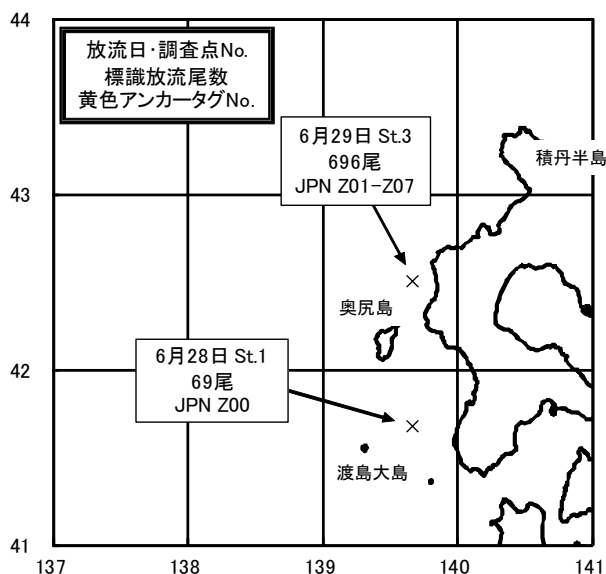 44
放流日・調査点No.
標識放流尾数
黄色アンカータグNo.
6月29日 St.3
696尾
JPN Z01-Z07
積丹半島
43
奥尻島
6月28日 St.1
69尾
JPN Z00
42
渡島大島
41
137
138
139
140
141